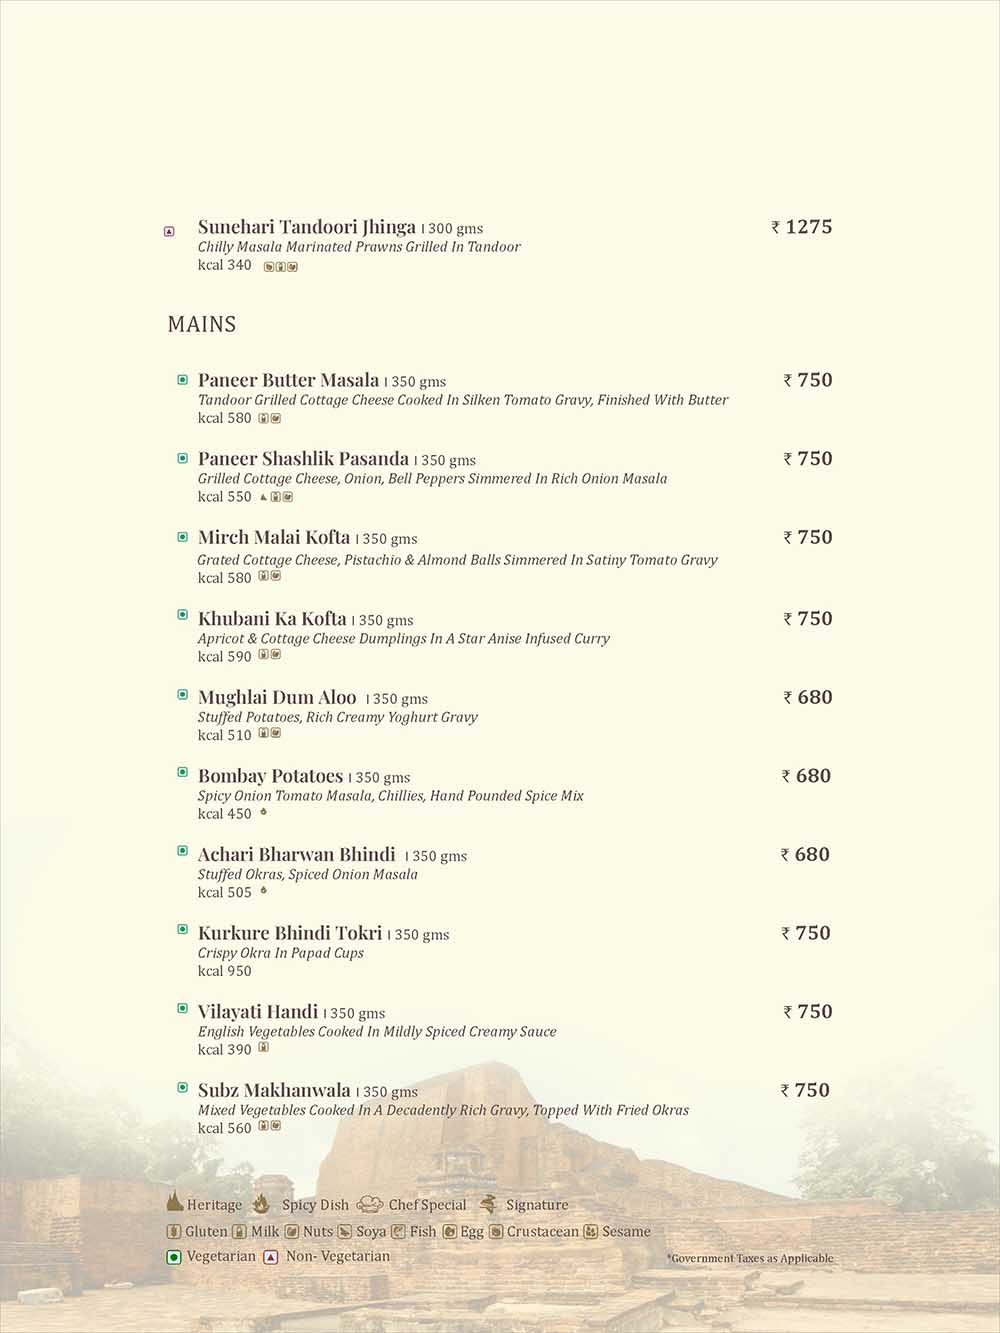 Sunehari Tandoori Jhinga | 300 gms ₹ 1275
Chilly Masala Marinated Prawns Grilled In Tandoor
kcal 340
MAINS
Paneer Butter Masala | 350 gms ₹ 750
Tandoor Grilled Cottage Cheese Cooked In Silken Tomato Gravy, Finished With Butter
kcal 580
Paneer Shashlik Pasanda | 350 gms ₹ 750
Grilled Cottage Cheese, Onion, Bell Peppers Simmered In Rich Onion Masala
kcal 550
Mirch Malai Kofta | 350 gms ₹ 750
Grated Cottage Cheese, Pistachio & Almond Balls Simmered In Satiny Tomato Gravy
kcal 580
Khubani Ka Kofta | 350 gms ₹ 750
Apricot & Cottage Cheese Dumplings In A Star Anise Infused Curry
kcal 590
Mughlai Dum Aloo | 350 gms ₹ 680
Stuffed Potatoes, Rich Creamy Yoghurt Gravy
kcal 510
Bombay Potatoes | 350 gms ₹ 680
Spicy Onion Tomato Masala, Chillies, Hand Pounded Spice Mix
kcal 450
Achari Bharwan Bhindi | 350 gms ₹ 680
Stuffed Okras, Spiced Onion Masala
kcal 505
Kurkure Bhindi Tokri | 350 gms ₹ 750
Crispy Okra In Papad Cups
kcal 950
Vilayati Handi | 350 gms ₹ 750
English Vegetables Cooked In Mildly Spiced Creamy Sauce
kcal 390
Subz Makhanwala | 350 gms ₹ 750
Mixed Vegetables Cooked In A Decadently Rich Gravy, Topped With Fried Okras
kcal 560
Heritage Spicy Dish Chef Special Signature
Gluten Milk Nuts Soya Fish Egg Crustacean Sesame
Vegetarian Non- Vegetarian *Government Taxes as Applicable